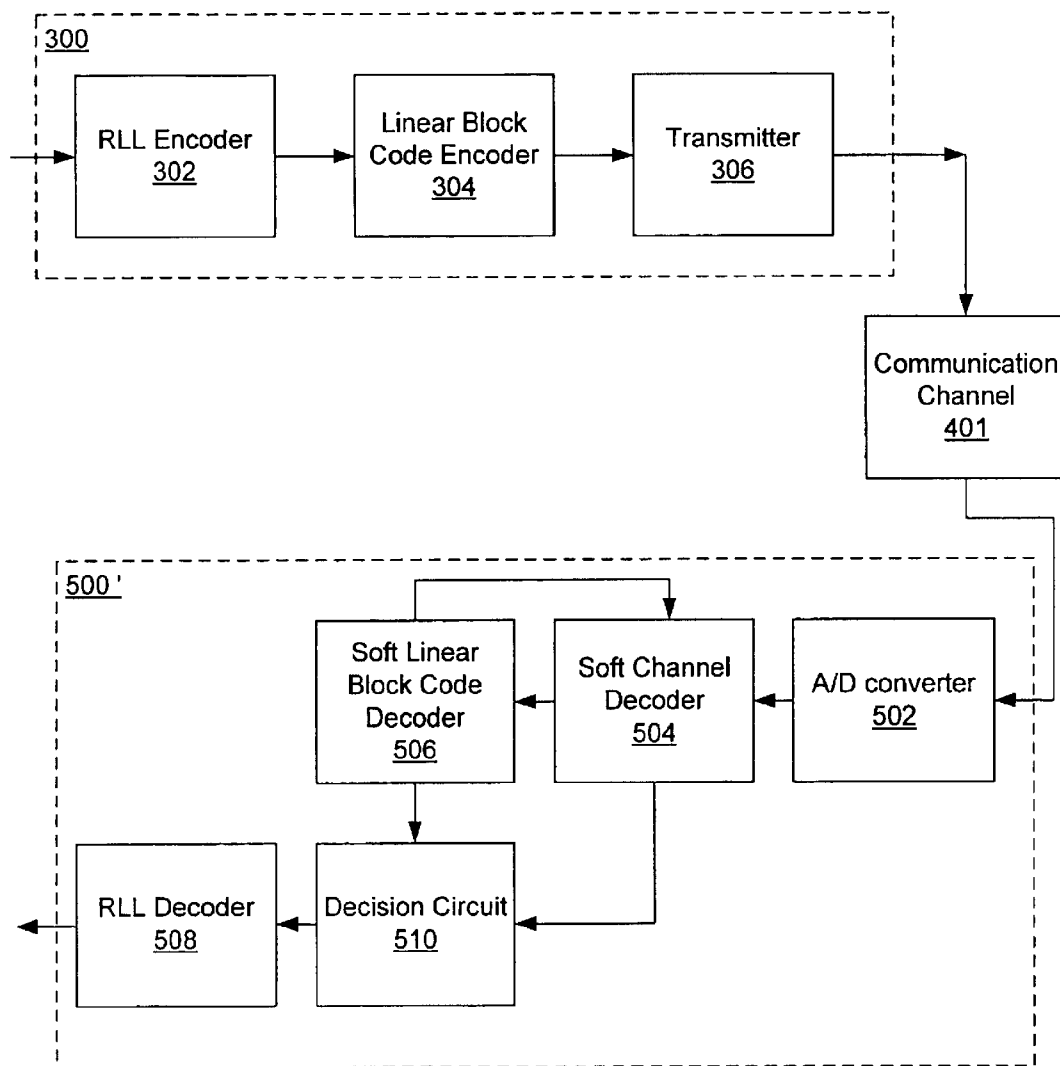 300
RLL Encoder
302
Linear Block
Code Encoder
304
Transmitter
306
Communication
Channel
401
500 '
Soft Linear
Block Code
Decoder
506
Soft Channel
Decoder
504
A/D converter
502
RLL Decoder
508
Decision Circuit
510